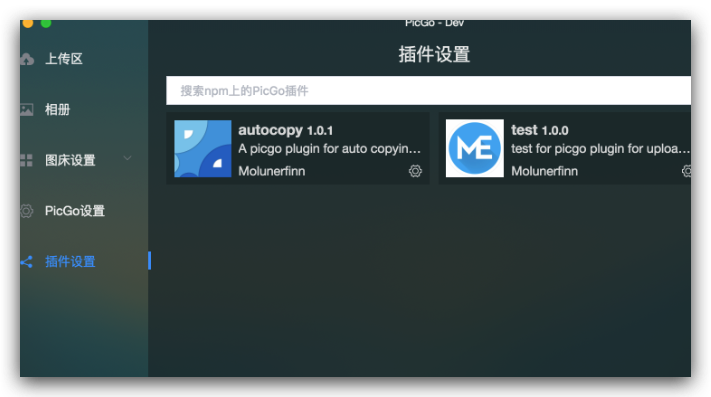 PicGo - Dev
上传区
相册
图床设置
PicGo设置
插件设置
插件设置
搜索npm上的PicGo插件
autocopy 1.0.1
A picgo plugin for auto copyin...
Molunerfinn
ME
test 1.0.0
test for picgo plugin for uploa...
Molunerfinn